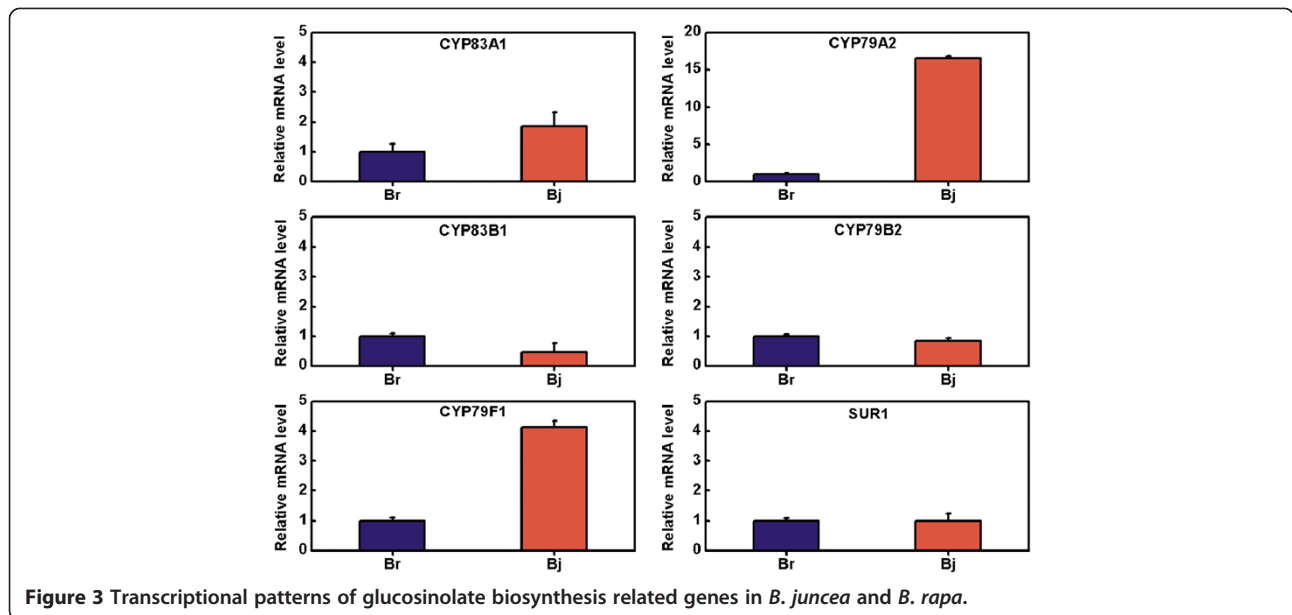 CYP83A1
Relative mRNA level
5
4
3
2
1
0
Br
Bj
CYP79A2
Relative mRNA level
20
15
10
5
0
Br
Bj
CYP83B1
Relative mRNA level
5
4
3
2
1
0
Br
Bj
CYP79B2
Relative mRNA level
5
4
3
2
1
0
Br
Bj
CYP79F1
Relative mRNA level
5
4
3
2
1
0
Br
Bj
SUR1
Relative mRNA level
5
4
3
2
1
0
Br
Bj
Figure 3 Transcriptional patterns of glucosinolate biosynthesis related genes in B. juncea and B. rapa.